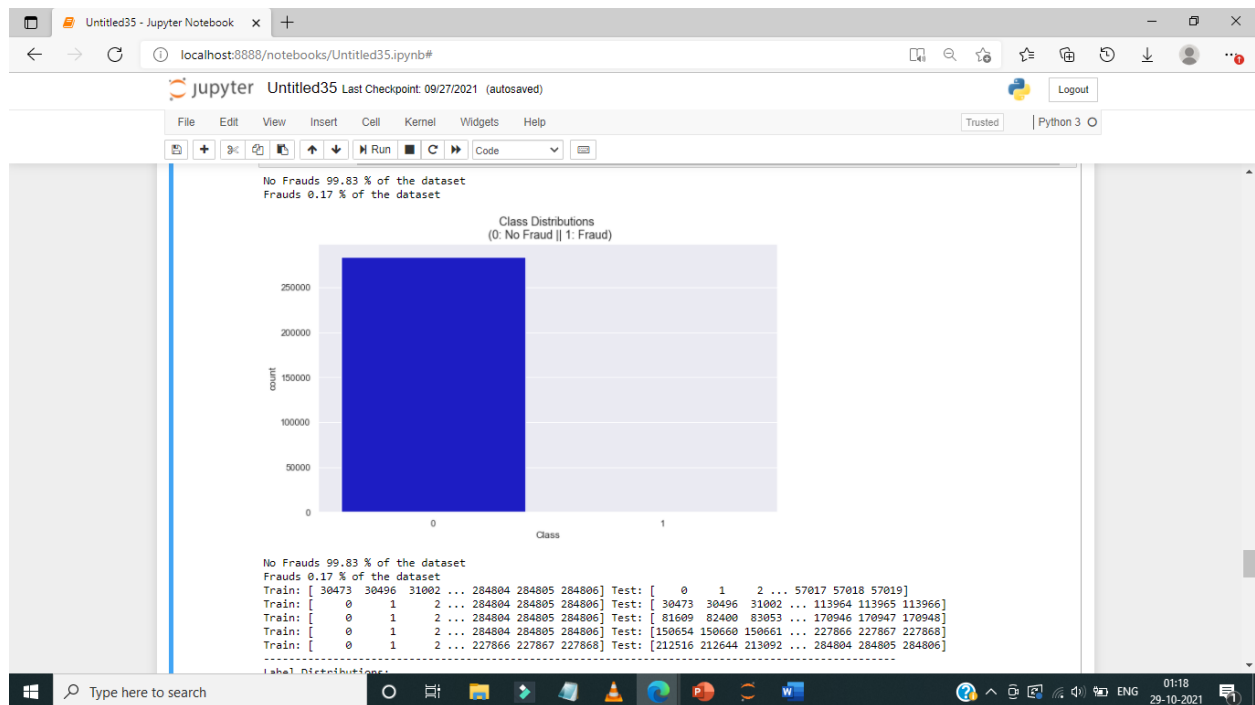 Untitled35 - Jupyter Notebook
localhost:8888/notebooks/Untitled35.ipynb#
jupyter Untitled35 Last Checkpoint: 09/27/2021 (autosaved)
Logout
File Edit View Insert Cell Kernel Widgets Help
Trusted
Python 3
Run
Code
No Frauds 99.83 % of the dataset
Frauds 0.17 % of the dataset
Class Distributions
(0: No Fraud || 1: Fraud)
250000
200000
150000
100000
50000
0
count
0 1
Class
No Frauds 99.83 % of the dataset
Frauds 0.17 % of the dataset
Train: [ 30473 30496 31002 ... 284804 284805 284806] Test: [ 0 1 2 ... 57017 57018 57019]
Train: [ 0 1 2 ... 284804 284805 284806] Test: [ 30473 30496 31002 ... 113964 113965 113966]
Train: [ 0 1 2 ... 284804 284805 284806] Test: [ 81609 82400 83053 ... 170946 170947 170948]
Train: [ 0 1 2 ... 284804 284805 284806] Test: [150654 150660 150661 ... 227866 227867 227868]
Train: [ 0 1 2 ... 227866 227867 227868] Test: [212516 212644 213092 ... 284804 284805 284806]
----------------------------------------------------------------------------------------------------
Label Distributions:
Type here to search
ENG
01:18
29-10-2021